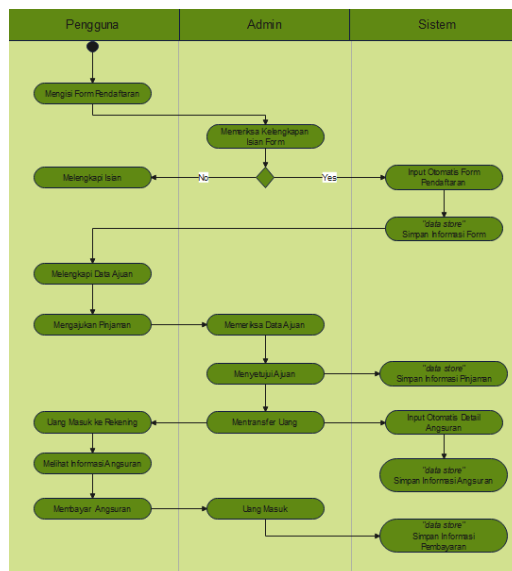 Pengguna
Admin
Sistem
Mengisi Form Pendaftaran
Memeriksa Kelengkapan
Isian Form
Melengkapi Isian
No
Yes
Input Otomatis Form
Pendaftaran
"data store"
Simpan Informasi Form
Melengkapi Data Ajuan
Mengajukan Pinjaman
Memeriksa Data Ajuan
Menyetujui Ajuan
"data store"
Simpan Informasi Pinjaman
Uang Masuk ke Rekening
Mentransfer Uang
Input Otomatis Detail
Angsuran
Melihat Informasi Angsuran
"data store"
Simpan Informasi Angsuran
Membayar Angsuran
Uang Masuk
"data store"
Simpan Informasi
Pembayaran